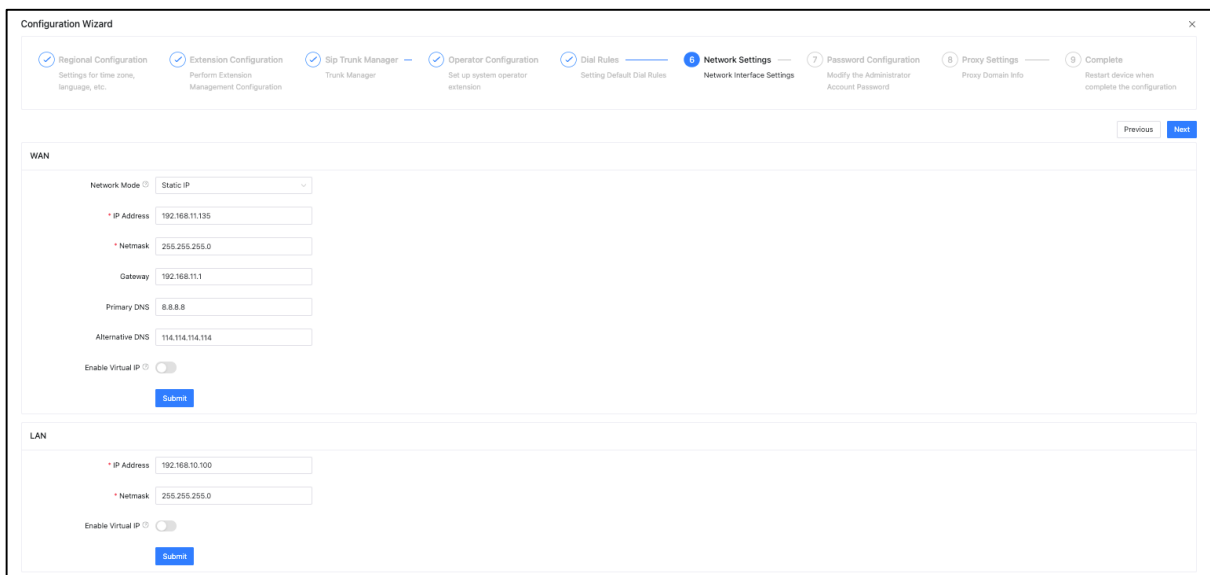 Configuration Wizard
Regional Configuration
Settings for time zone,
language, etc.
Extension Configuration
Perform Extension
Management Configuration
Sip Trunk Manager
Trunk Manager
Operator Configuration
Set up system operator
extension
Dial Rules
Setting Default Dial Rules
6 Network Settings
Network Interface Settings
7 Password Configuration
Modify the Administrator
Account Password
8 Proxy Settings
Proxy Domain Info
9 Complete
Restart device when
complete the configuration
Previous Next
WAN
Network Mode Static IP
* IP Address 192.168.11.135
* Netmask 255.255.255.0
Gateway 192.168.11.1
Primary DNS 8.8.8.8
Alternative DNS 114.114.114.114
Enable Virtual IP
Submit
LAN
* IP Address 192.168.10.100
* Netmask 255.255.255.0
Enable Virtual IP
Submit